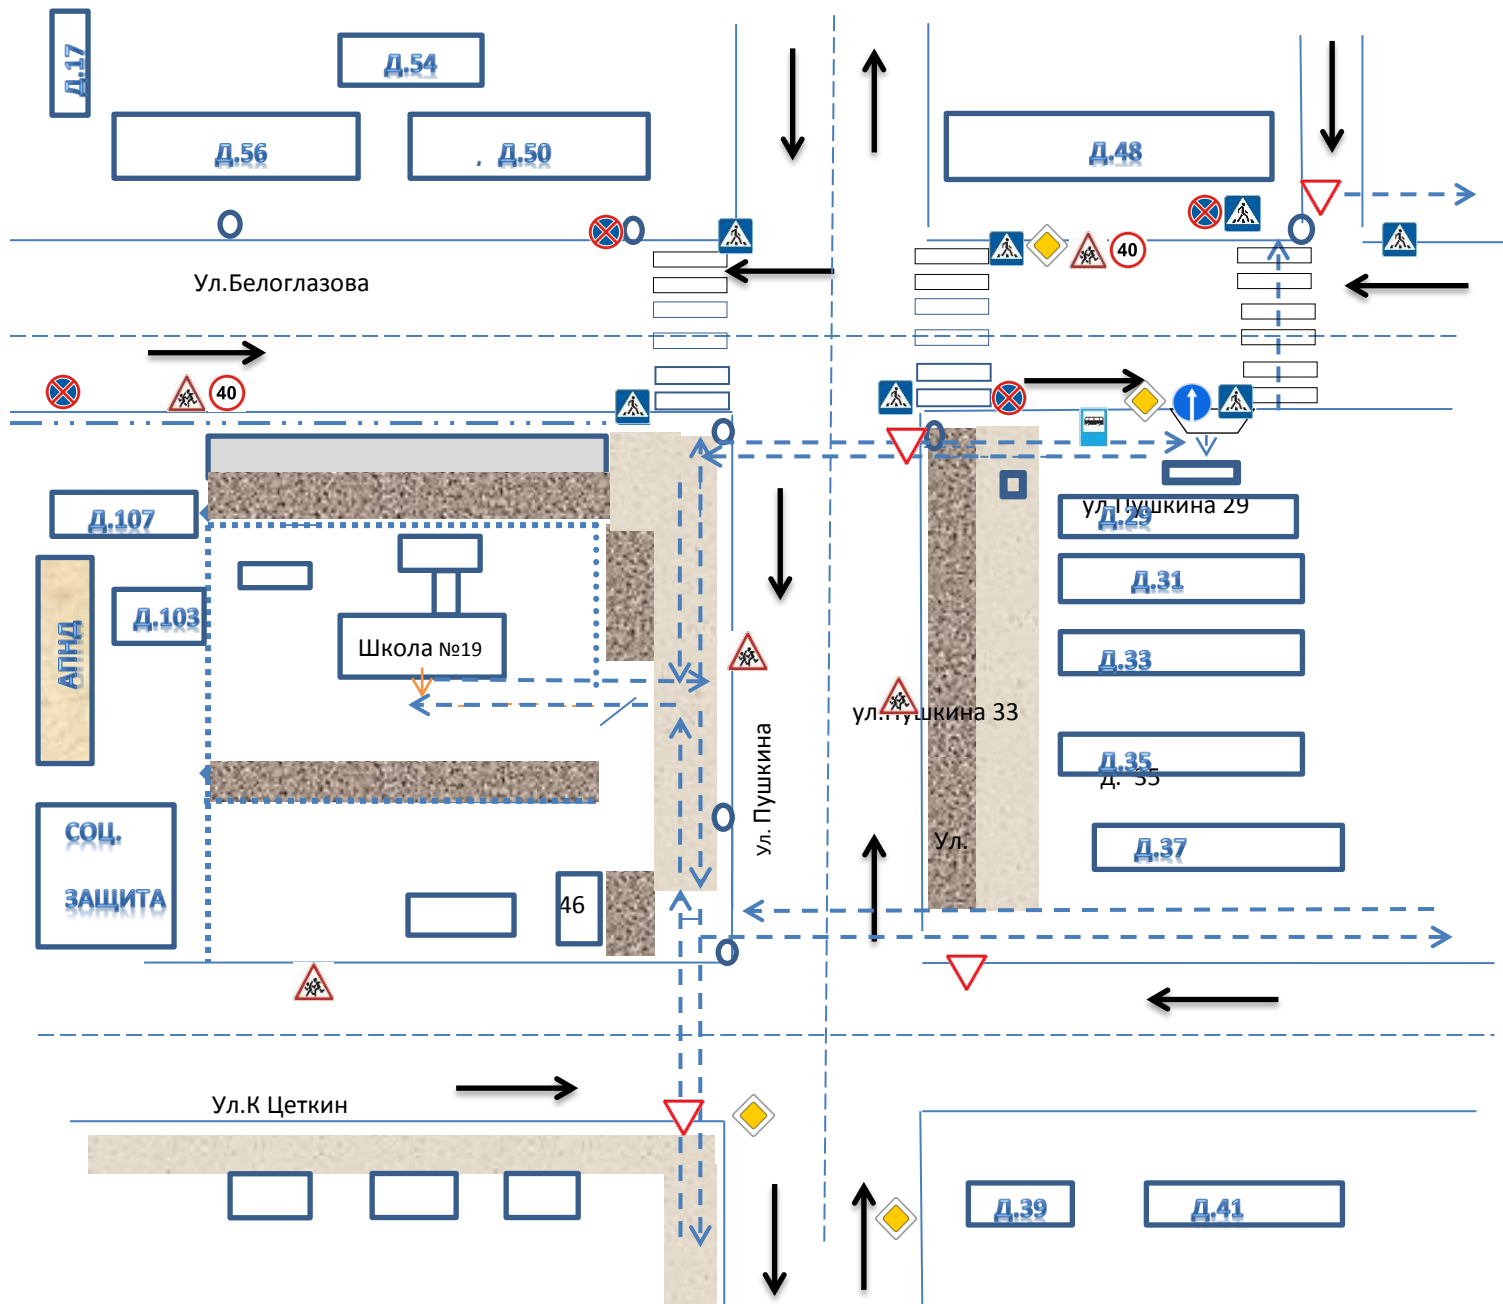 Д.17
Д.54
Д.56
, Д.50
Д.48
Ул.Белоглазова
40
40
ул.Пушкина 29
Д.29
Д.107
Д.31
Д.103
АПНД
Школа №19
Д.33
ул.Пушкина 33
Ул. Пушкина
Д.35
д. 35
СОЦ.
ЗАЩИТА
Ул.
Д.37
46
Ул.К Цеткин
Д.39
Д.41